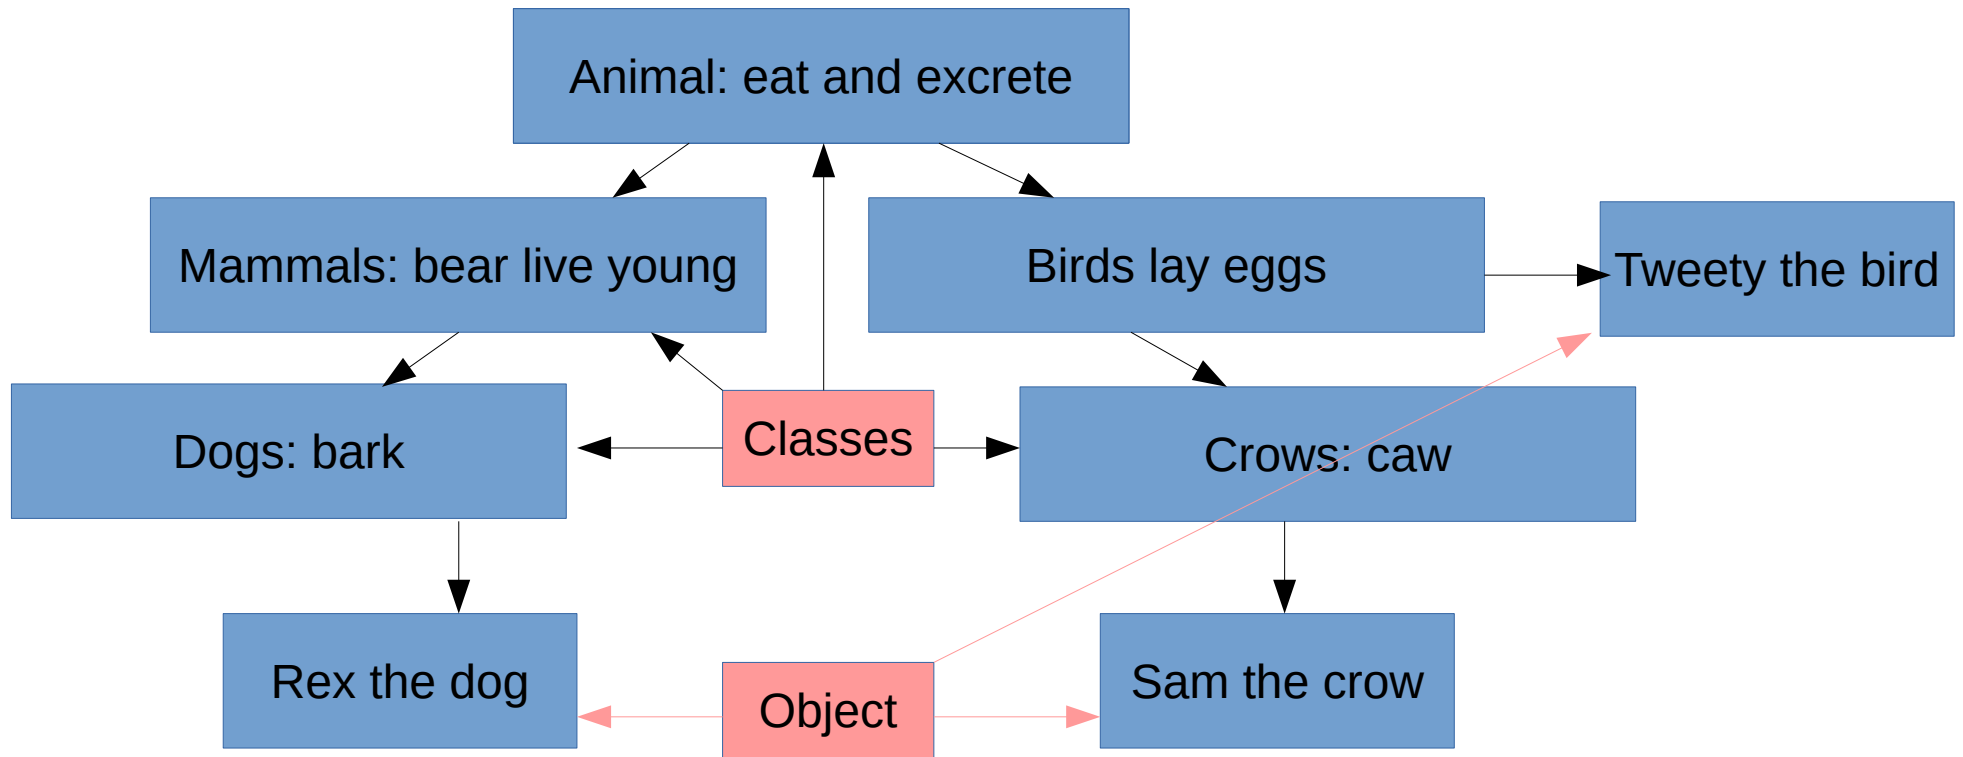 Animal: eat and excrete
Mammals: bear live young
Birds lay eggs
Tweety the bird
Dogs: bark
Classes
Crows: caw
Rex the dog
Object
Sam the crow